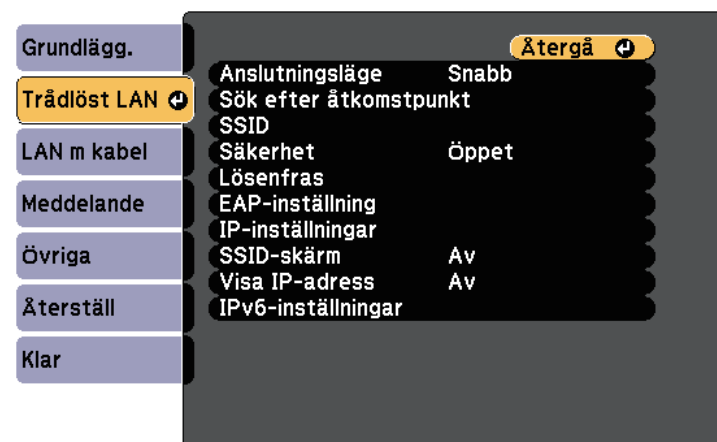 Grundlägg.
Trådlöst LAN
LAN m kabel
Meddelande
Övriga
Återställ
Klar
Återgå
Anslutningsläge Snabb
Sök efter åtkomstpunkt
SSID
Säkerhet Öppet
Lösenfras
EAP-inställning
IP-inställningar
SSID-skärm Av
Visa IP-adress Av
IPv6-inställningar